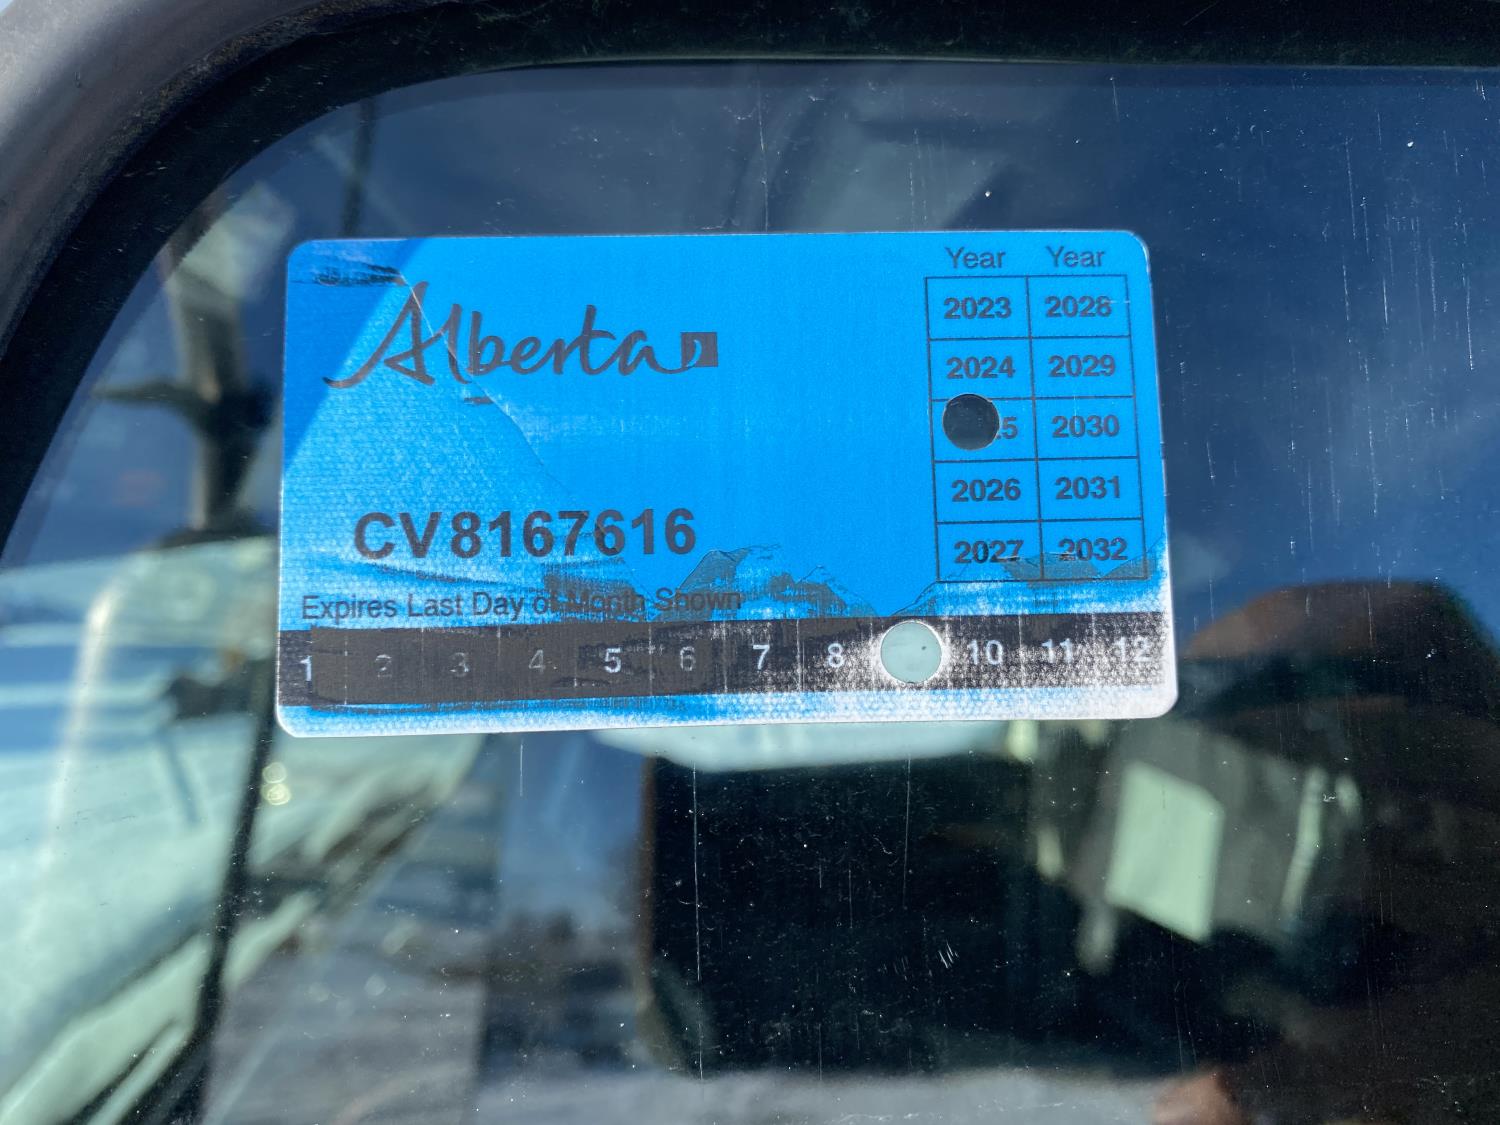 Alberta
CV8167616
Expires Last Day of Month Shown
1 2 3 4 5 6 7 8 10 11 12
Year Year
2023 2028
2024 2029
5 2030
2026 2031
2027 2032